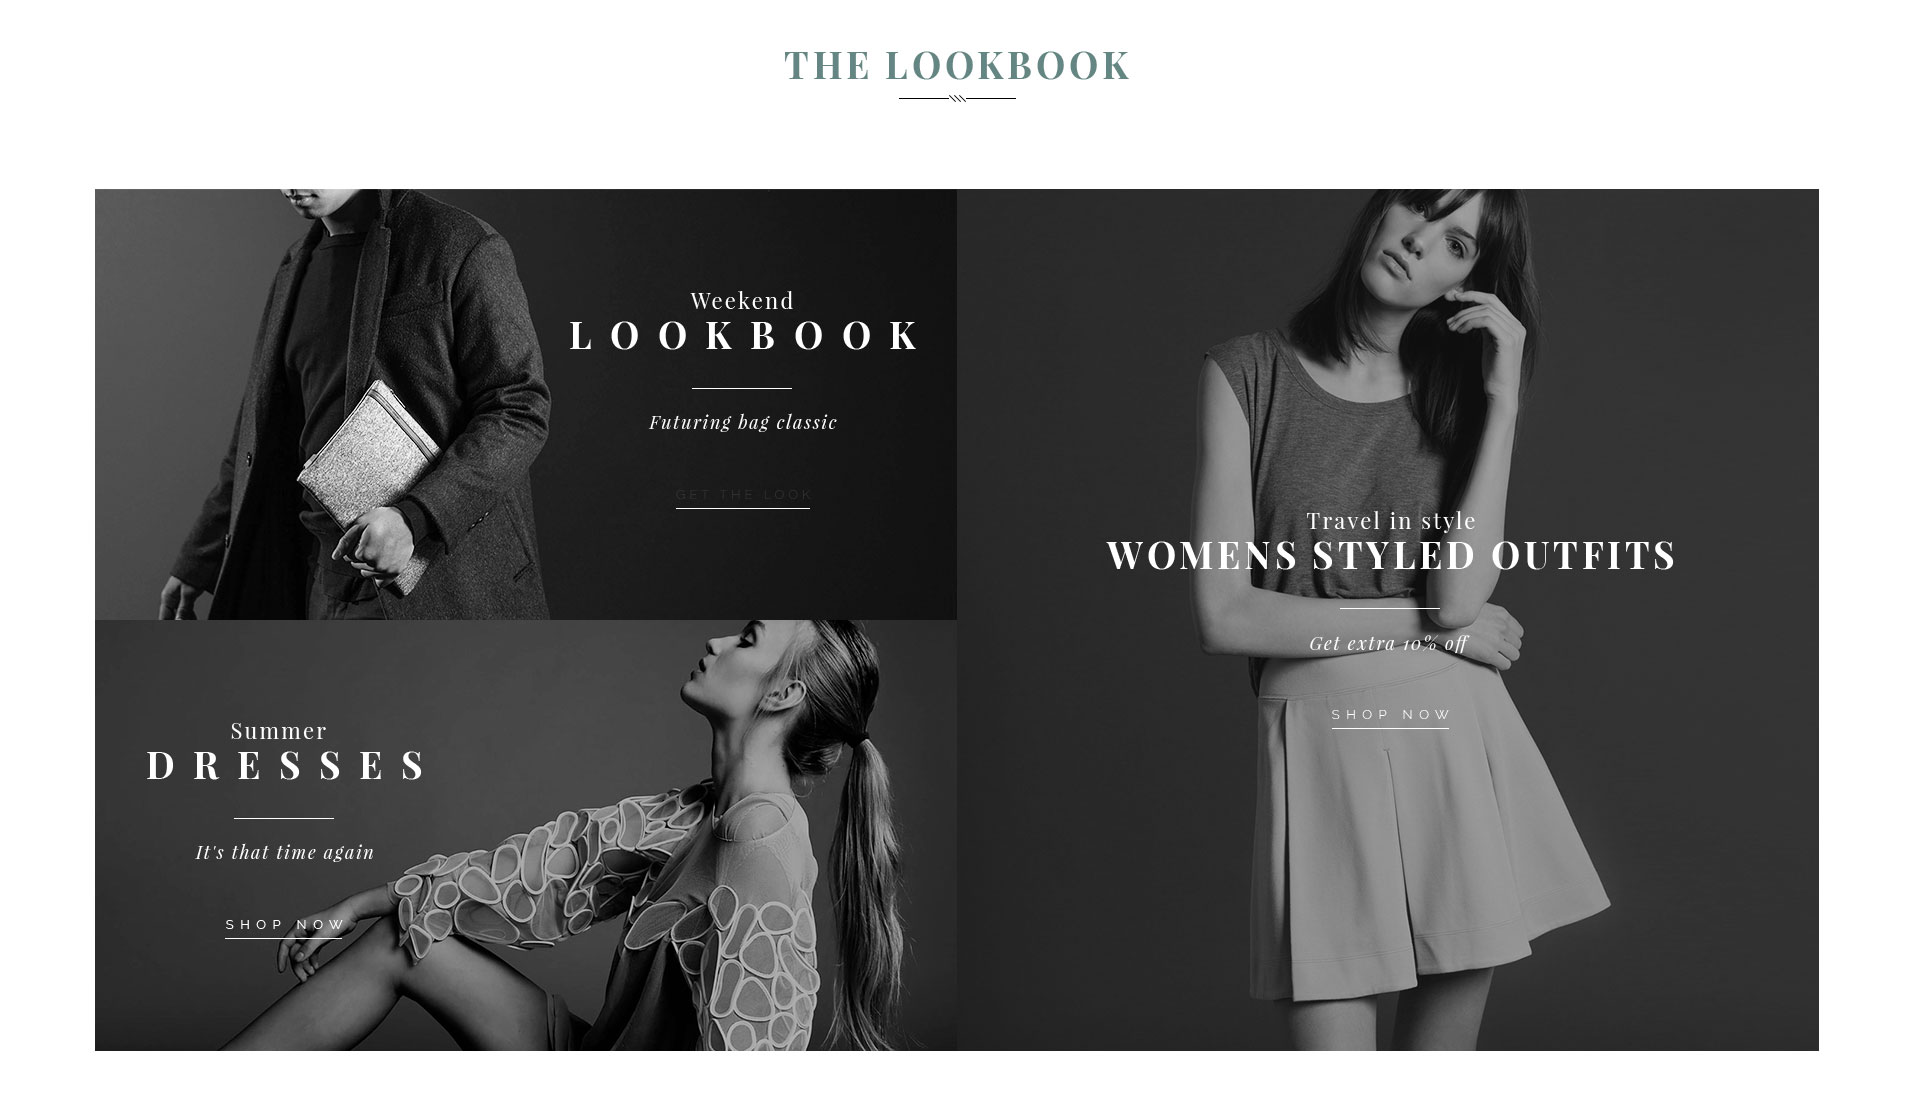 THE LOOKBOOK
Weekend
LOOKBOOK
Futuring bag classic
GET THE LOOK
Summer
DRESSES
It's that time again
SHOP NOW
Travel in style
WOMENS STYLED OUTFITS
Get extra 10% off
SHOP NOW